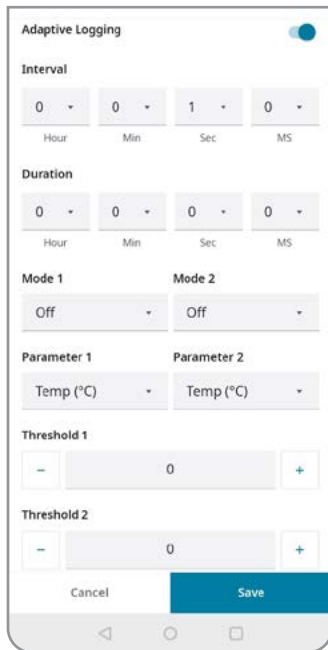 Adaptive Logging
Interval
0 0 1 0
Hour Min Sec MS
Duration
0 0 0 0
Hour Min Sec MS
Mode 1 Mode 2
Off Off
Parameter 1 Parameter 2
Temp (°C) Temp (°C)
Threshold 1
− 0 +
Threshold 2
− 0 +
Cancel Save